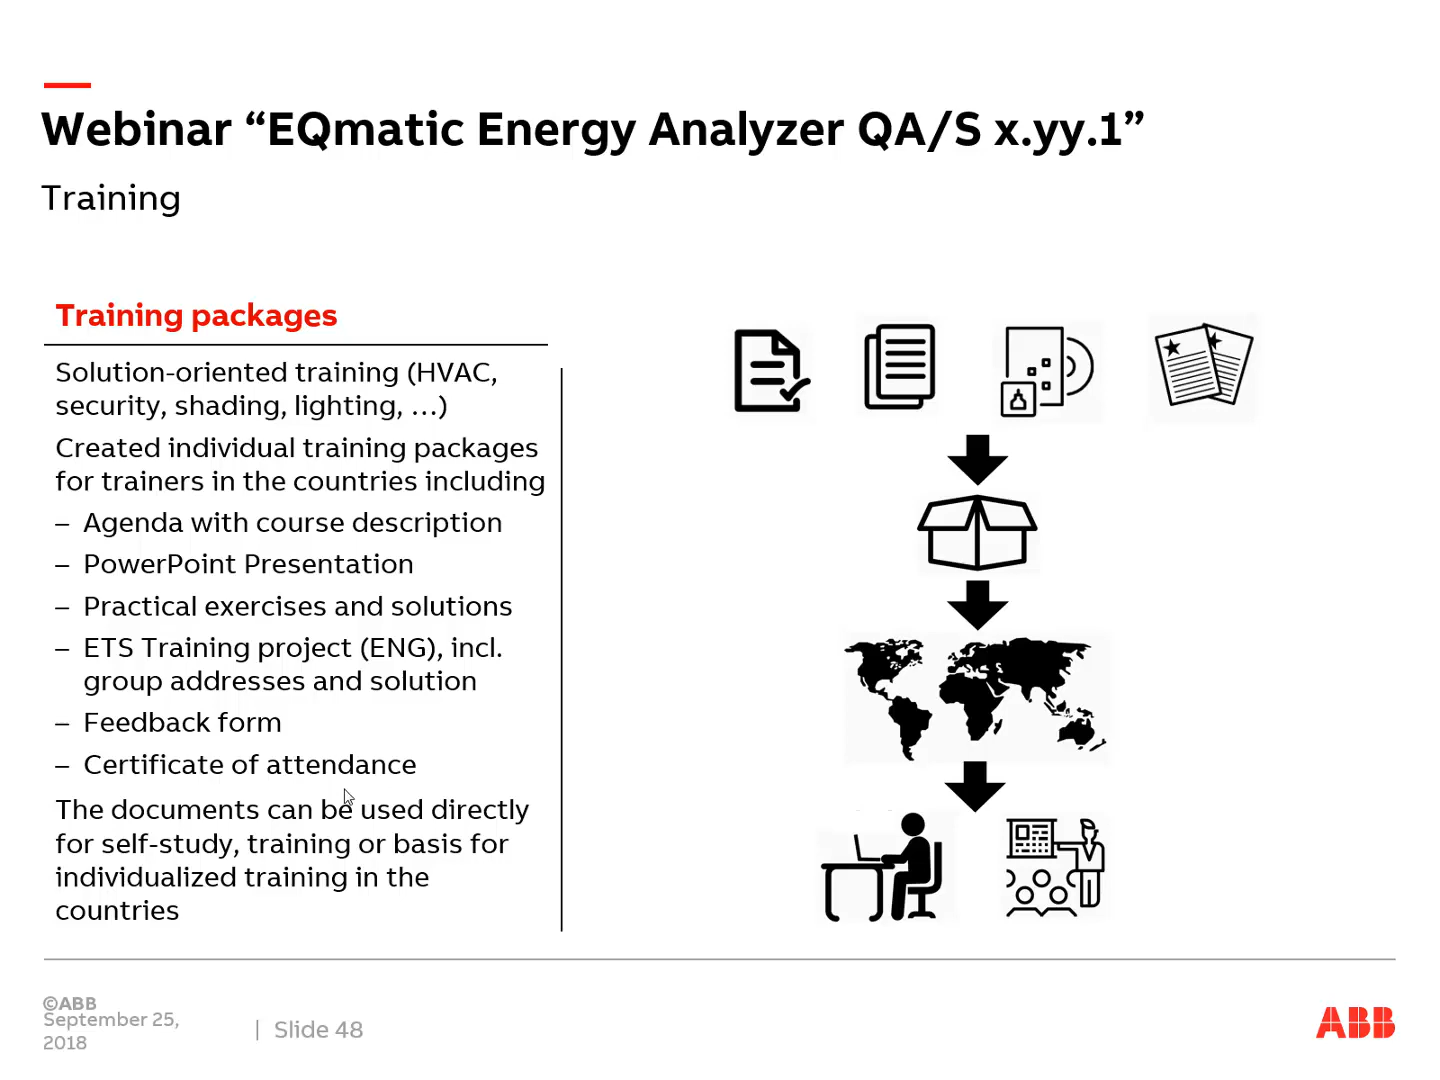 Webinar “EQmatic Energy Analyzer QA/S x.yy.1”
Training
Training packages
Solution-oriented training (HVAC,
security, shading, lighting, …)
Created individual training packages
for trainers in the countries including
– Agenda with course description
– PowerPoint Presentation
– Practical exercises and solutions
– ETS Training project (ENG), incl.
group addresses and solution
– Feedback form
– Certificate of attendance
The documents can be used directly
for self-study, training or basis for
individualized training in the
countries
©ABB
September 25,
2018
| Slide 48
ABB